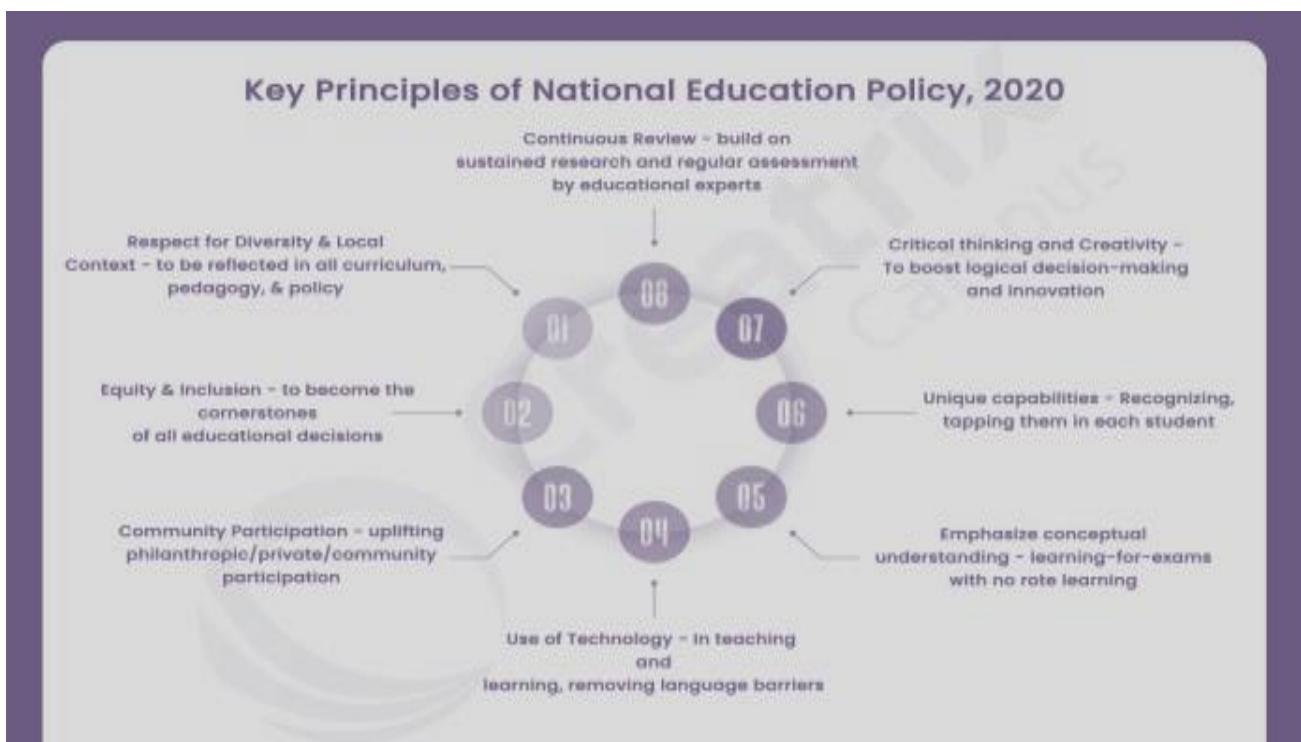 Key Principles of National Education Policy, 2020
Continuous Review - build on
sustained research and regular assessment
by educational experts
Respect for Diversity & Local
Context - to be reflected in all curriculum,
pedagogy, & policy
Critical thinking and Creativity -
To boost logical decision-making
and Innovation
08
01
07
Equity & Inclusion - to become the
cornerstones
of all educational decisions
02
06
Unique capabilities - Recognizing,
tapping them in each student
03
05
04
Community Participation - uplifting
philanthropic/private/community
participation
Emphasize conceptual
understanding - learning-for-exams
with no rote learning
Use of Technology - In teaching
and
learning, removing language barriers
Creatrix
Campus